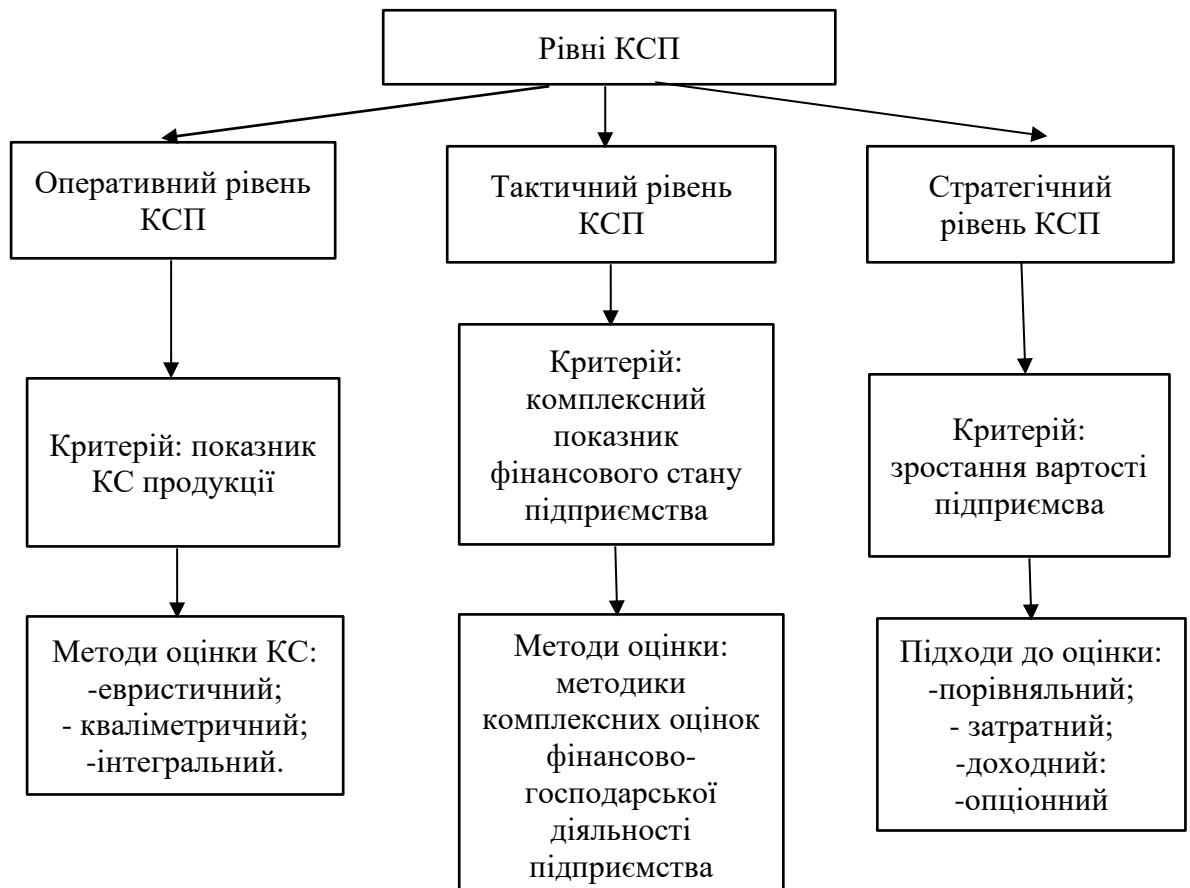 Рівні КСП
Оперативний рівень
КСП
Тактичний рівень
КСП
Стратегічний
рівень КСП
Критерій: показник
КС продукції
Критерій:
комплексний
показник
фінансового стану
підприємства
Критерій:
зростання вартості
підприємсва
Методи оцінки КС:
-евристичний;
- кваліметричний;
-інтегральний.
Методи оцінки:
методики
комплексних оцінок
фінансово-
господарської
діяльності
підприємства
Підходи до оцінки:
-порівняльний;
- затратний;
-доходний:
-опціонний